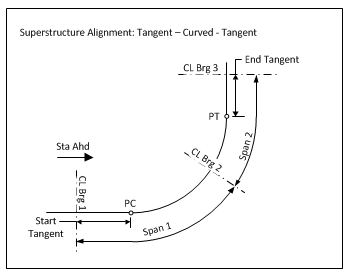 Superstructure Alignment: Tangent – Curved - Tangent
CL Brg 3
End Tangent
PT
Span 2
Sta Ahd
CL Brg 2
CL Brg 1
PC
Start
Tangent
Span 1